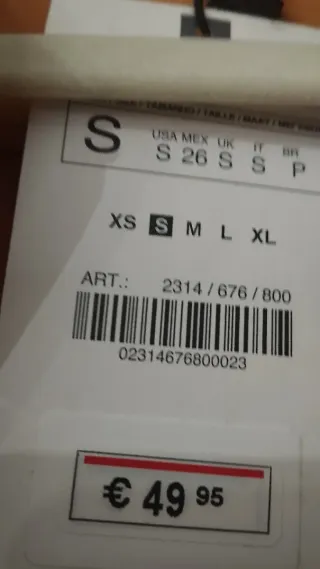 S
USA MEX UK IT BR
S 26 S S P
XS S M L XL
ART.: 2314 / 676 / 800
02314676800023
€ 49 95